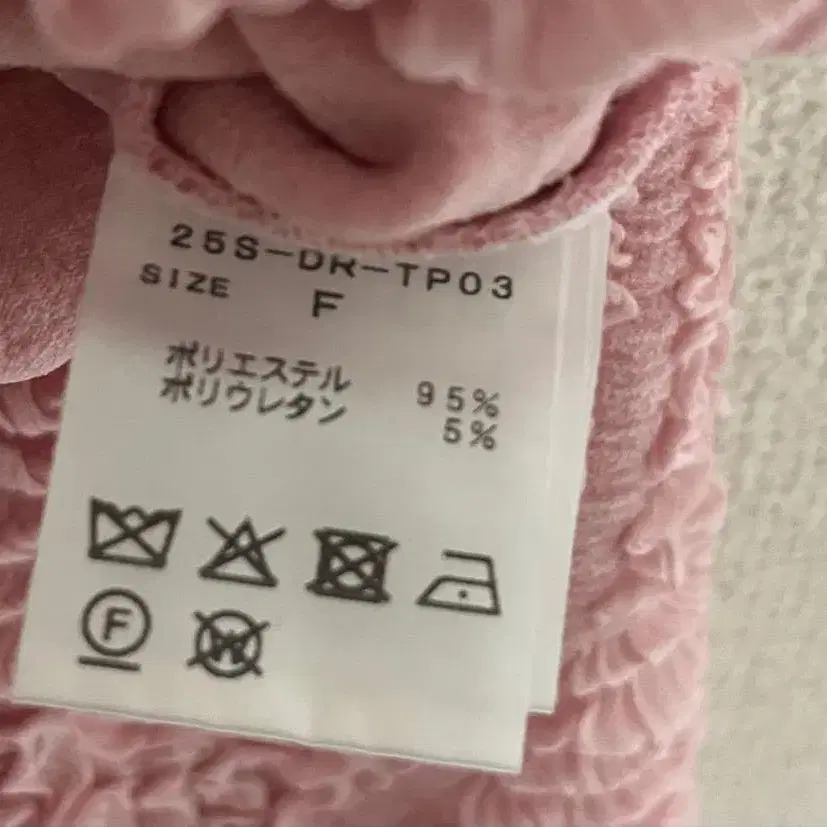 25S-DR-TP03
SIZE F
ポリエステル 95%
ポリウレタン 5%
F
W